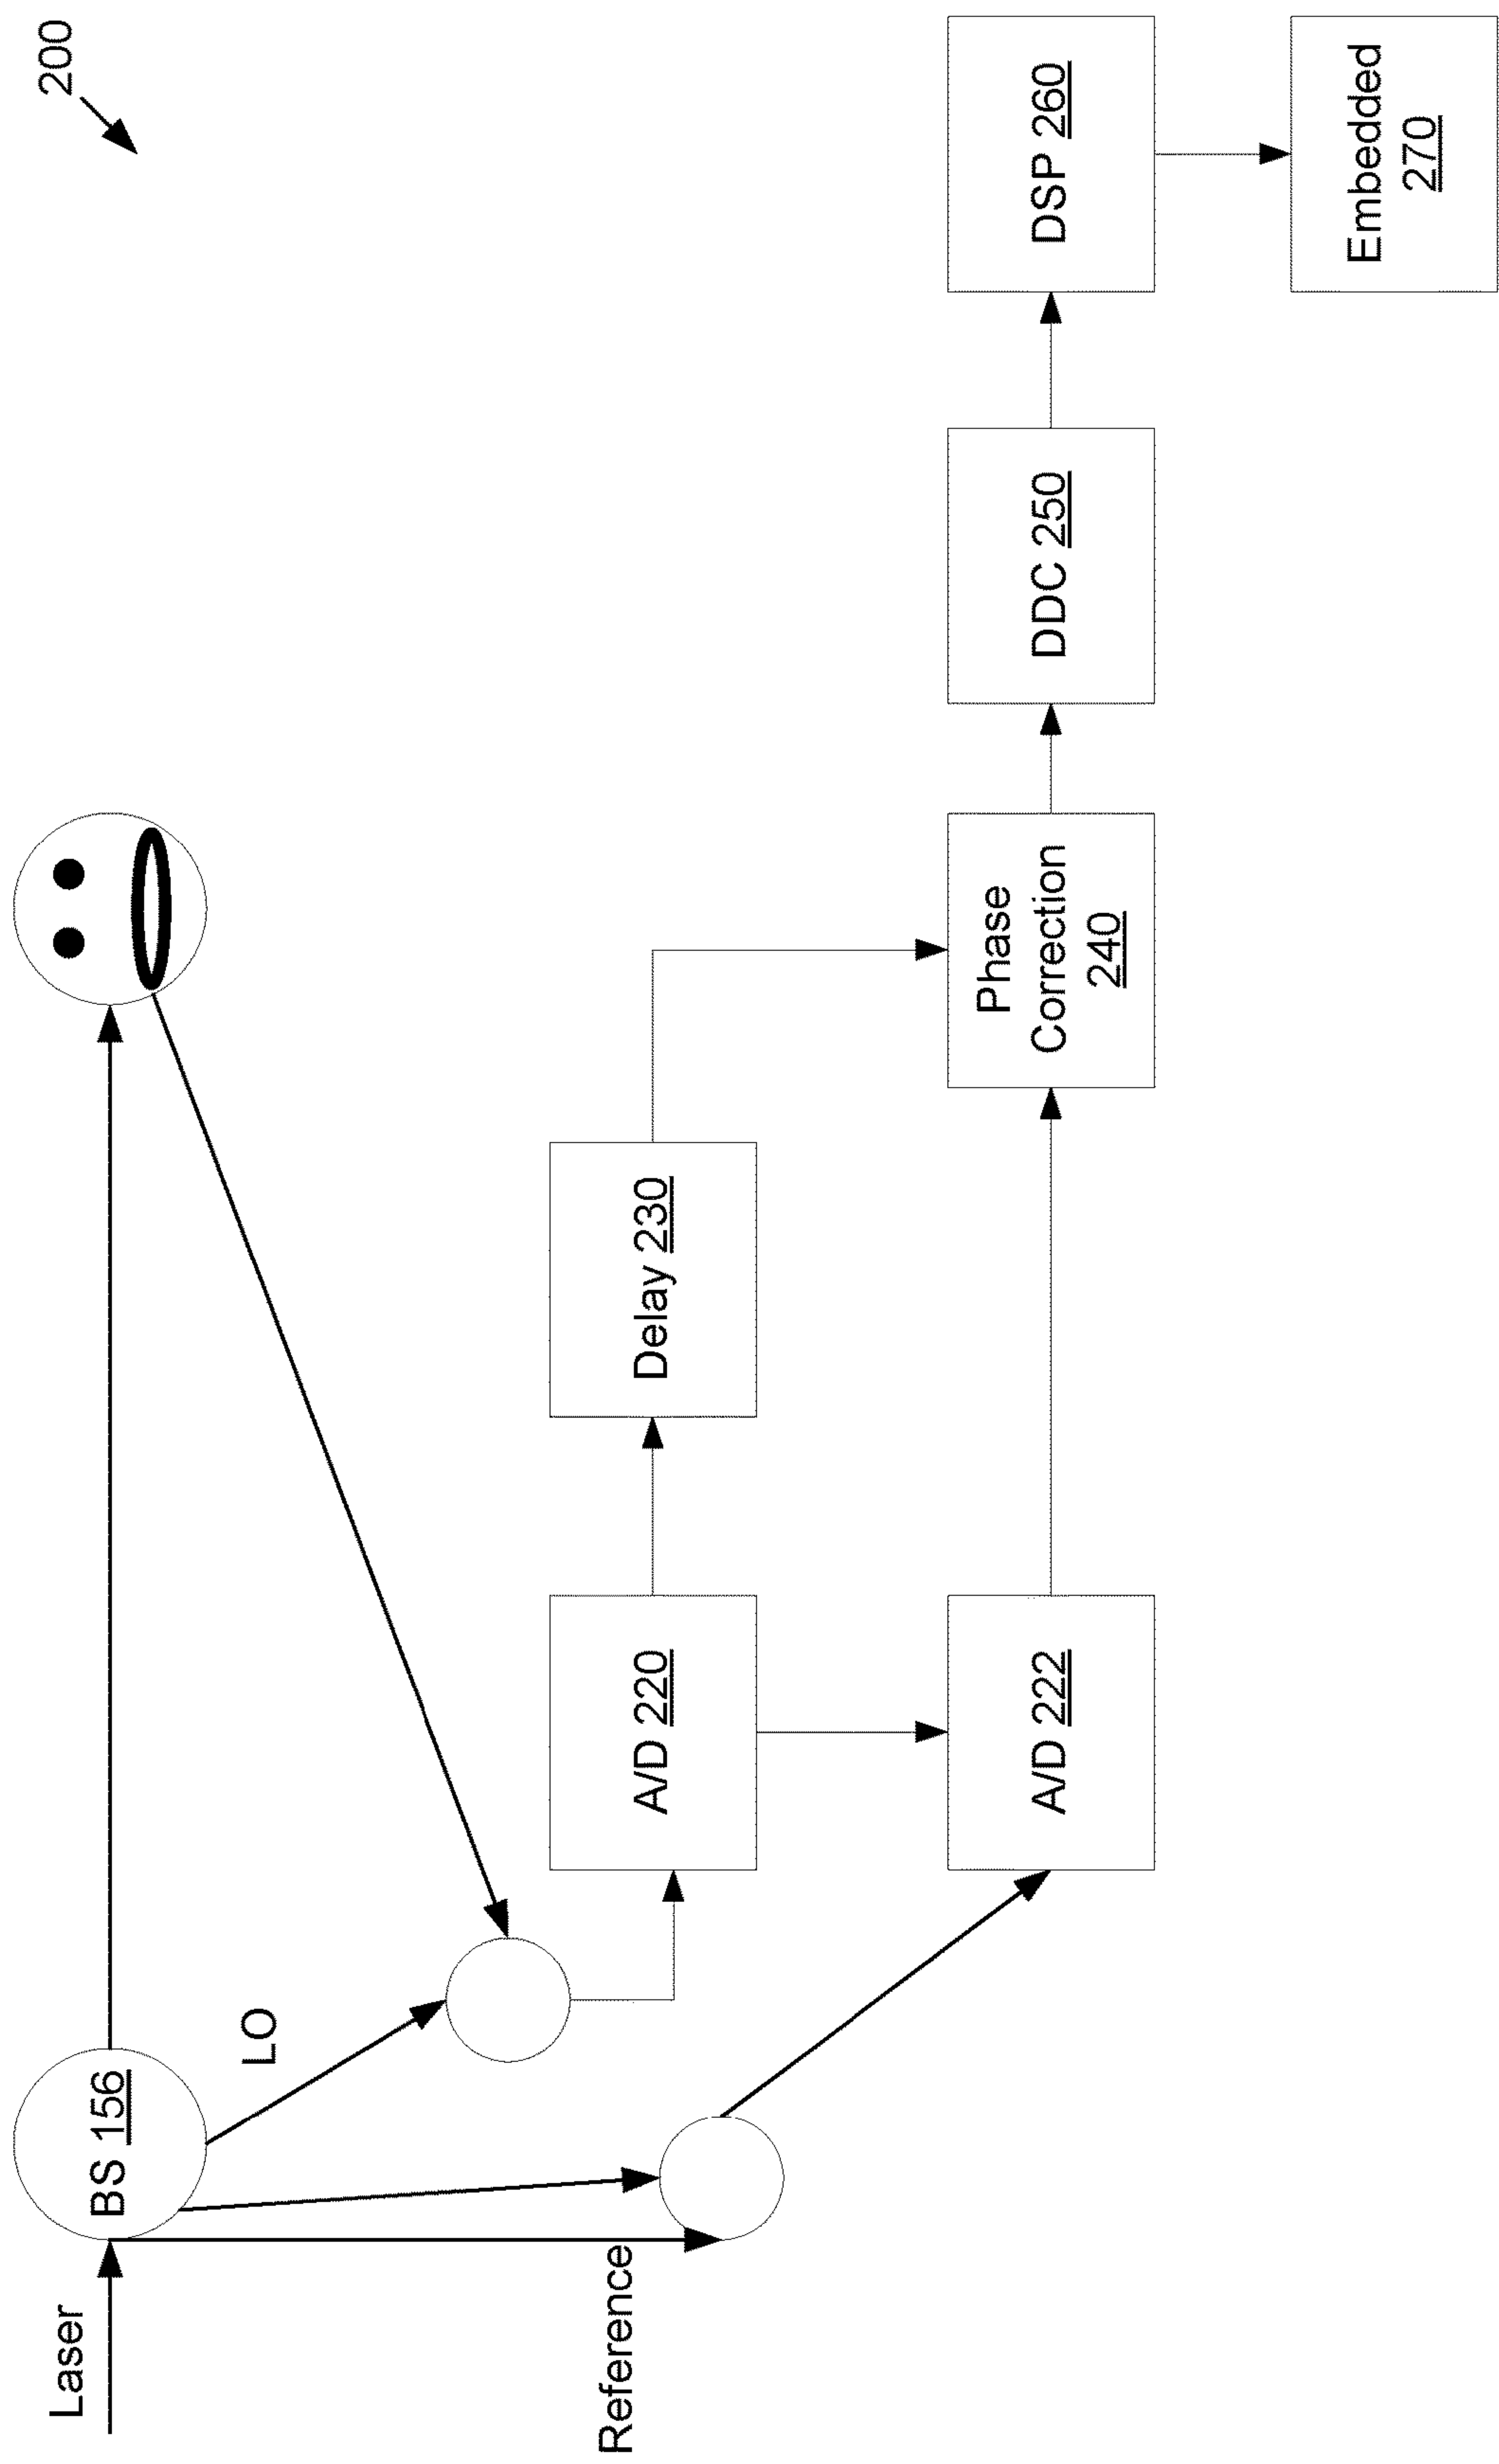 200
Laser
BS 156
LO
Reference
A/D 220
Delay 230
A/D 222
Phase
Correction
240
DDC 250
DSP 260
Embedded
270